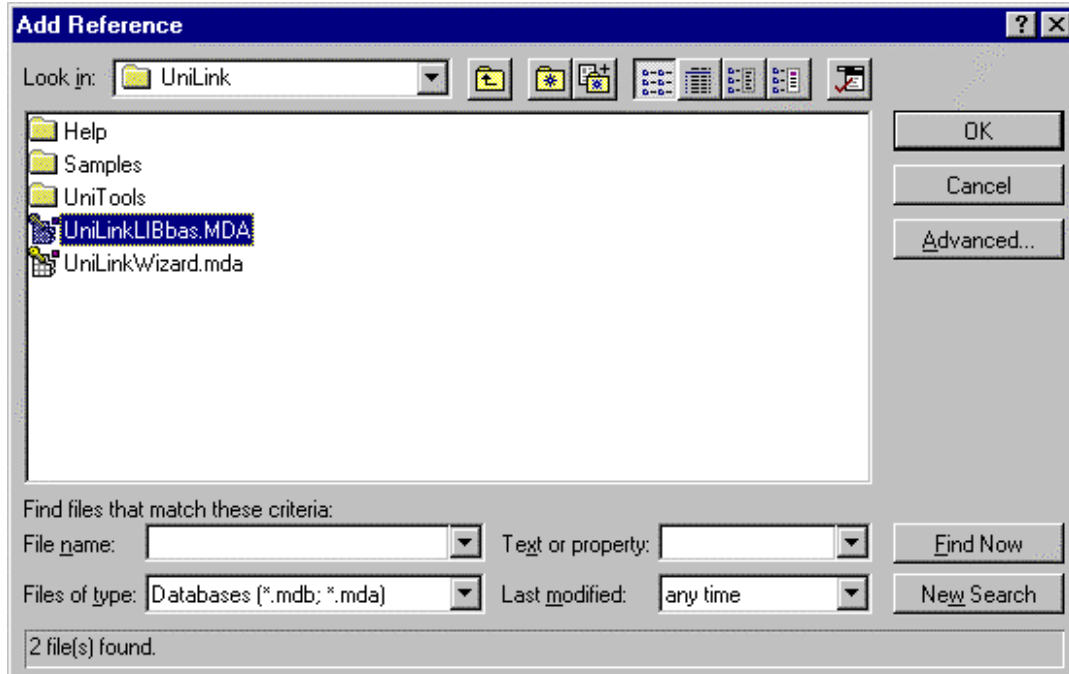 Add Reference
Look in: UniLink
Help
Samples
UniTools
UniLinkLIBbas.MDA
UniLinkWizard.mda
OK
Cancel
Advanced...
Find files that match these criteria:
File name: Text or property: Find Now
Files of type: Databases (*.mdb; *.mda) Last modified: any time New Search
2 file(s) found.